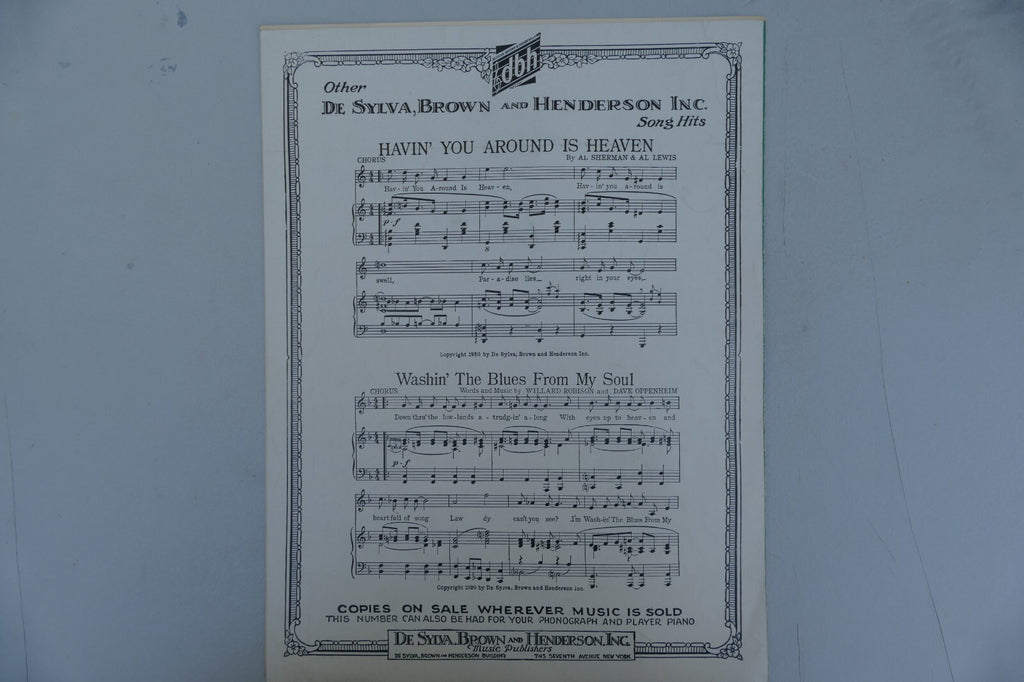 dbh
Other
DE SYLVA, BROWN AND HENDERSON INC.
Song Hits
HAVIN' YOU AROUND IS HEAVEN
CHORUS
By AL SHERMAN & AL LEWIS
Hav-in' You A-round Is Heav-en, Hav-in' you a-round is
p-f
8
swell, Par-a-dise lies__ right in your eyes,__
Copyright 1930 by De Sylva, Brown and Henderson Inc.
Washin' The Blues From My Soul
CHORUS
Words and Music by WILLARD ROBISON and DAVE OPPENHEIM
Down thru' the low-lands a-trudg-in' a-long With eyes up to heav-en and
p-f
heart full of song Law dy can't you see? I'm Wash-in' The Blues From My
Copyright 1930 by De Sylva, Brown and Henderson Inc.
COPIES ON SALE WHEREVER MUSIC IS SOLD
THIS NUMBER CAN ALSO BE HAD FOR YOUR PHONOGRAPH AND PLAYER PIANO
DE SYLVA, BROWN AND HENDERSON, INC.
Music Publishers
DE SYLVA, BROWN AND HENDERSON BUILDING 745 SEVENTH AVENUE NEW YORK